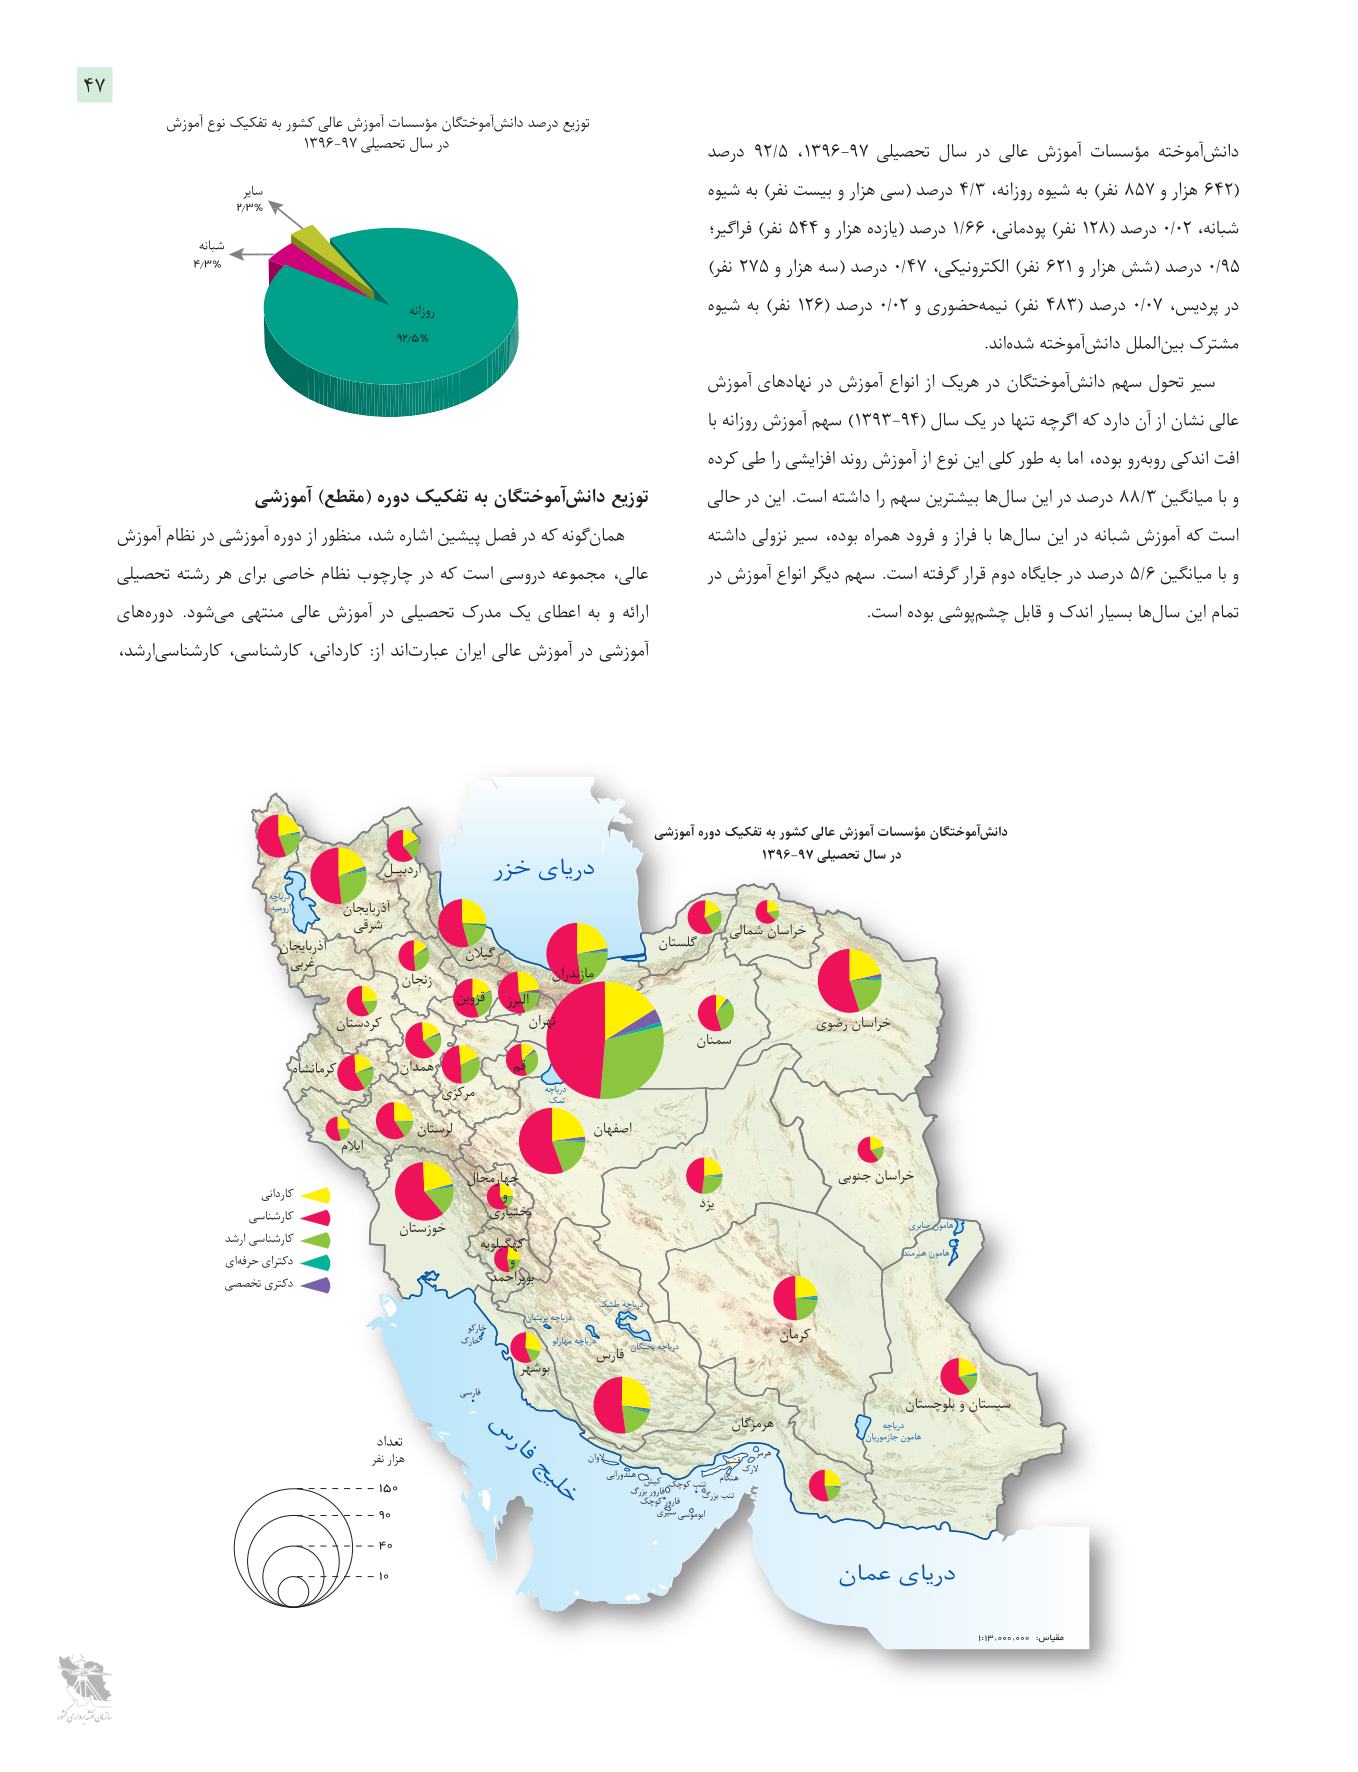 ۴۷
دانش‌آموخته مؤسسات آموزش عالی در سال تحصیلی ۹۷-۱۳۹۶، ۹۲/۵ درصد
(۶۴۲ هزار و ۸۵۷ نفر) به شیوه روزانه، ۴/۳ درصد (سی هزار و بیست نفر) به شیوه
شبانه، ۰/۰۲ درصد (۱۲۸ نفر) پودمانی، ۱/۶۶ درصد (یازده هزار و ۵۴۴ نفر) فراگیر؛
۰/۹۵ درصد (شش هزار و ۶۲۱ نفر) الکترونیکی، ۰/۴۷ درصد (سه هزار و ۲۷۵ نفر)
در پردیس، ۰/۰۷ درصد (۴۸۳ نفر) نیمه‌حضوری و ۰/۰۲ درصد (۱۲۶ نفر) به شیوه
مشترک بین‌الملل دانش‌آموخته شده‌اند.
سیر تحول سهم دانش‌آموختگان در هریک از انواع آموزش در نهادهای آموزش
عالی نشان از آن دارد که اگرچه تنها در یک سال (۹۴-۱۳۹۳) سهم آموزش روزانه با
افت اندکی روبه‌رو بوده، اما به طور کلی این نوع از آموزش روند افزایشی را طی کرده
و با میانگین ۸۸/۳ درصد در این سال‌ها بیشترین سهم را داشته است. این در حالی
است که آموزش شبانه در این سال‌ها با فراز و فرود همراه بوده، سیر نزولی داشته
و با میانگین ۵/۶ درصد در جایگاه دوم قرار گرفته است. سهم دیگر انواع آموزش در
تمام این سال‌ها بسیار اندک و قابل چشم‌پوشی بوده است.
توزیع درصد دانش‌آموختگان مؤسسات آموزش عالی کشور به تفکیک نوع آموزش
در سال تحصیلی ۹۷-۱۳۹۶
سایر
۲/۳%
شبانه
۴/۳%
روزانه
۹۲/۵%
توزیع دانش‌آموختگان به تفکیک دوره (مقطع) آموزشی
همان‌گونه که در فصل پیشین اشاره شد، منظور از دوره آموزشی در نظام آموزش
عالی، مجموعه دروسی است که در چارچوب نظام خاصی برای هر رشته تحصیلی
ارائه و به اعطای یک مدرک تحصیلی در آموزش عالی منتهی می‌شود. دوره‌های
آموزشی در آموزش عالی ایران عبارت‌اند از: کاردانی، کارشناسی، کارشناسی‌ارشد،
دانش‌آموختگان مؤسسات آموزش عالی کشور به تفکیک دوره آموزشی
در سال تحصیلی ۹۷-۱۳۹۶
دریای خزر
اردبیل
آذربایجان
شرقی
دریاچه
ارومیه
آذربایجان
غربی
گیلان
زنجان
مازندران
گلستان
خراسان شمالی
خراسان رضوی
کردستان
قزوین
البرز
تهران
سمنان
کرمانشاه
همدان
مرکزی
قم
دریاچه
نمک
ایلام
لرستان
اصفهان
یزد
خراسان جنوبی
چهارمحال
و
بختیاری
خوزستان
کهگیلویه
و
بویراحمد
هامون صابری
هامون هیرمند
کرمان
دریاچه طشک
دریاچه پریشان
دریاچه مهارلو
دریاچه بختگان
خارکو
خارک
فارس
بوشهر
فارسی
خلیج فارس
سیستان و بلوچستان
هرمزگان
دریاچه
هامون جازموریان
لاوان
هندورابی
کیش
هرمز
قشم
لارک
هنگام
تنب کوچک
تنب بزرگ
فارور بزرگ
فارور کوچک
سیری
ابوموسی
دریای عمان
کاردانی
کارشناسی
کارشناسی ارشد
دکترای حرفه‌ای
دکتری تخصصی
تعداد
هزار نفر
۱۵۰
۹۰
۴۰
۱۰
مقیاس: ۱:۱۳,۰۰۰,۰۰۰
سازمان نقشه‌برداری کشور